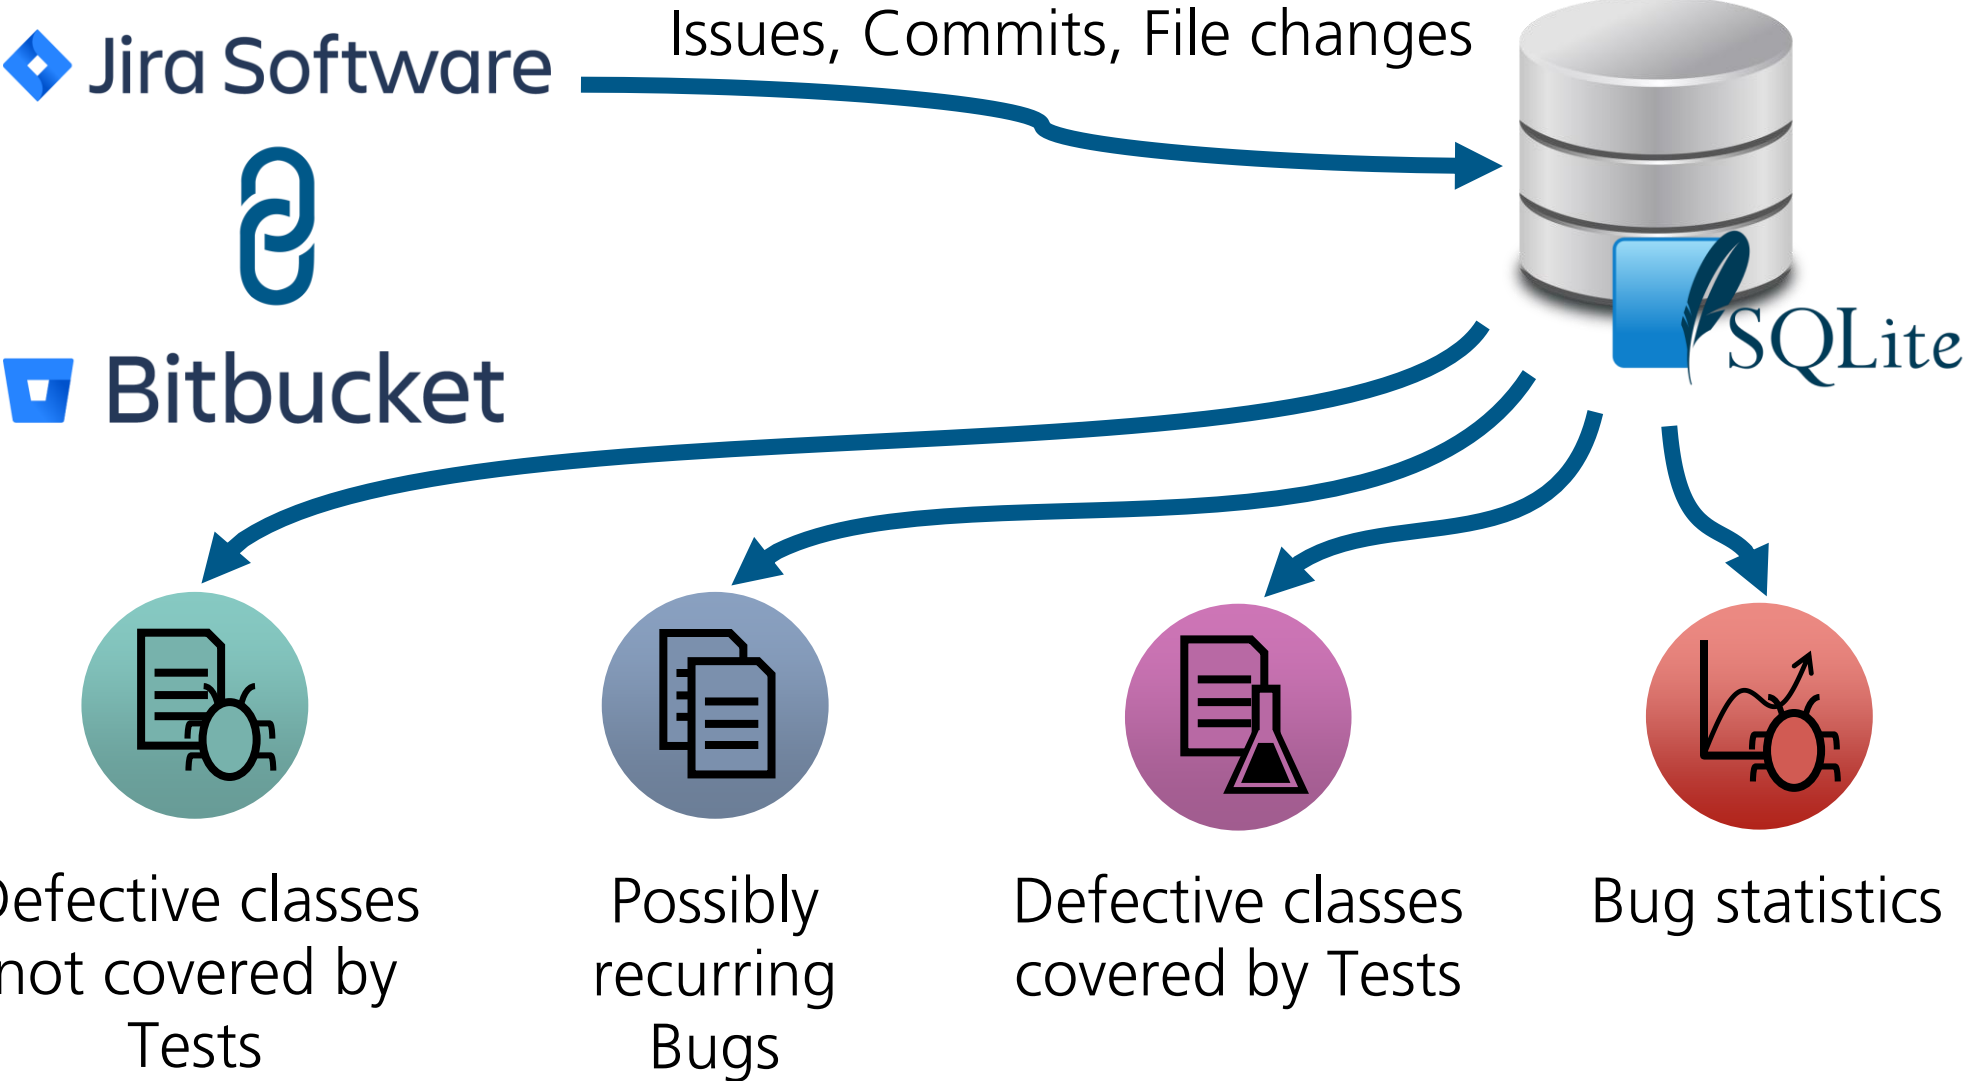 Issues, Commits, File changes
Jira Software
Bitbucket
SQLite
Defective classes
not covered by
Tests
Possibly
recurring
Bugs
Defective classes
covered by Tests
Bug statistics